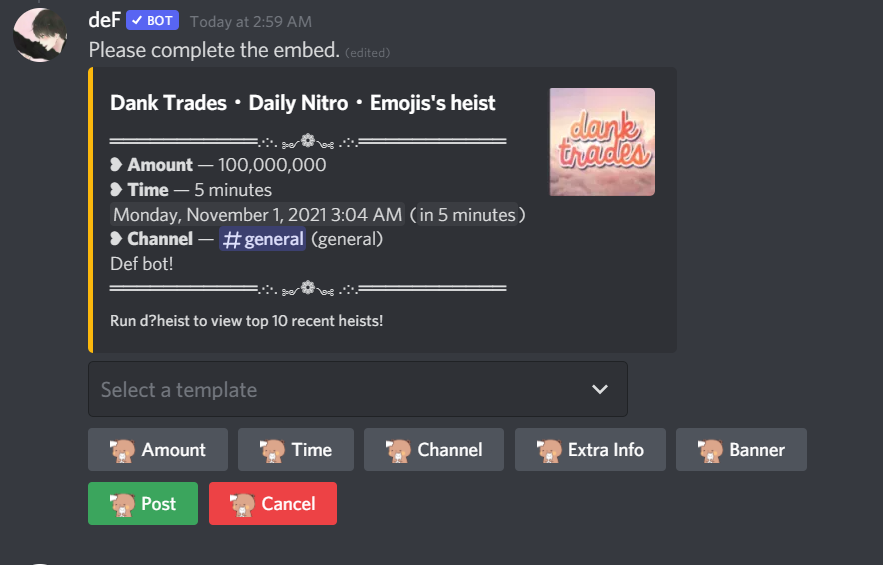 deF ✓ BOT Today at 2:59 AM
Please complete the embed. (edited)
Dank Trades • Daily Nitro • Emojis's heist
dank
trades
═══════════.·:·. ༻❁༺ .·:·.═══════════
❥ Amount — 100,000,000
❥ Time — 5 minutes
Monday, November 1, 2021 3:04 AM (in 5 minutes)
❥ Channel — # general (general)
Def bot!
═══════════.·:·. ༻❁༺ .·:·.═══════════
Run d?heist to view top 10 recent heists!
Select a template
Amount Time Channel Extra Info Banner
Post Cancel